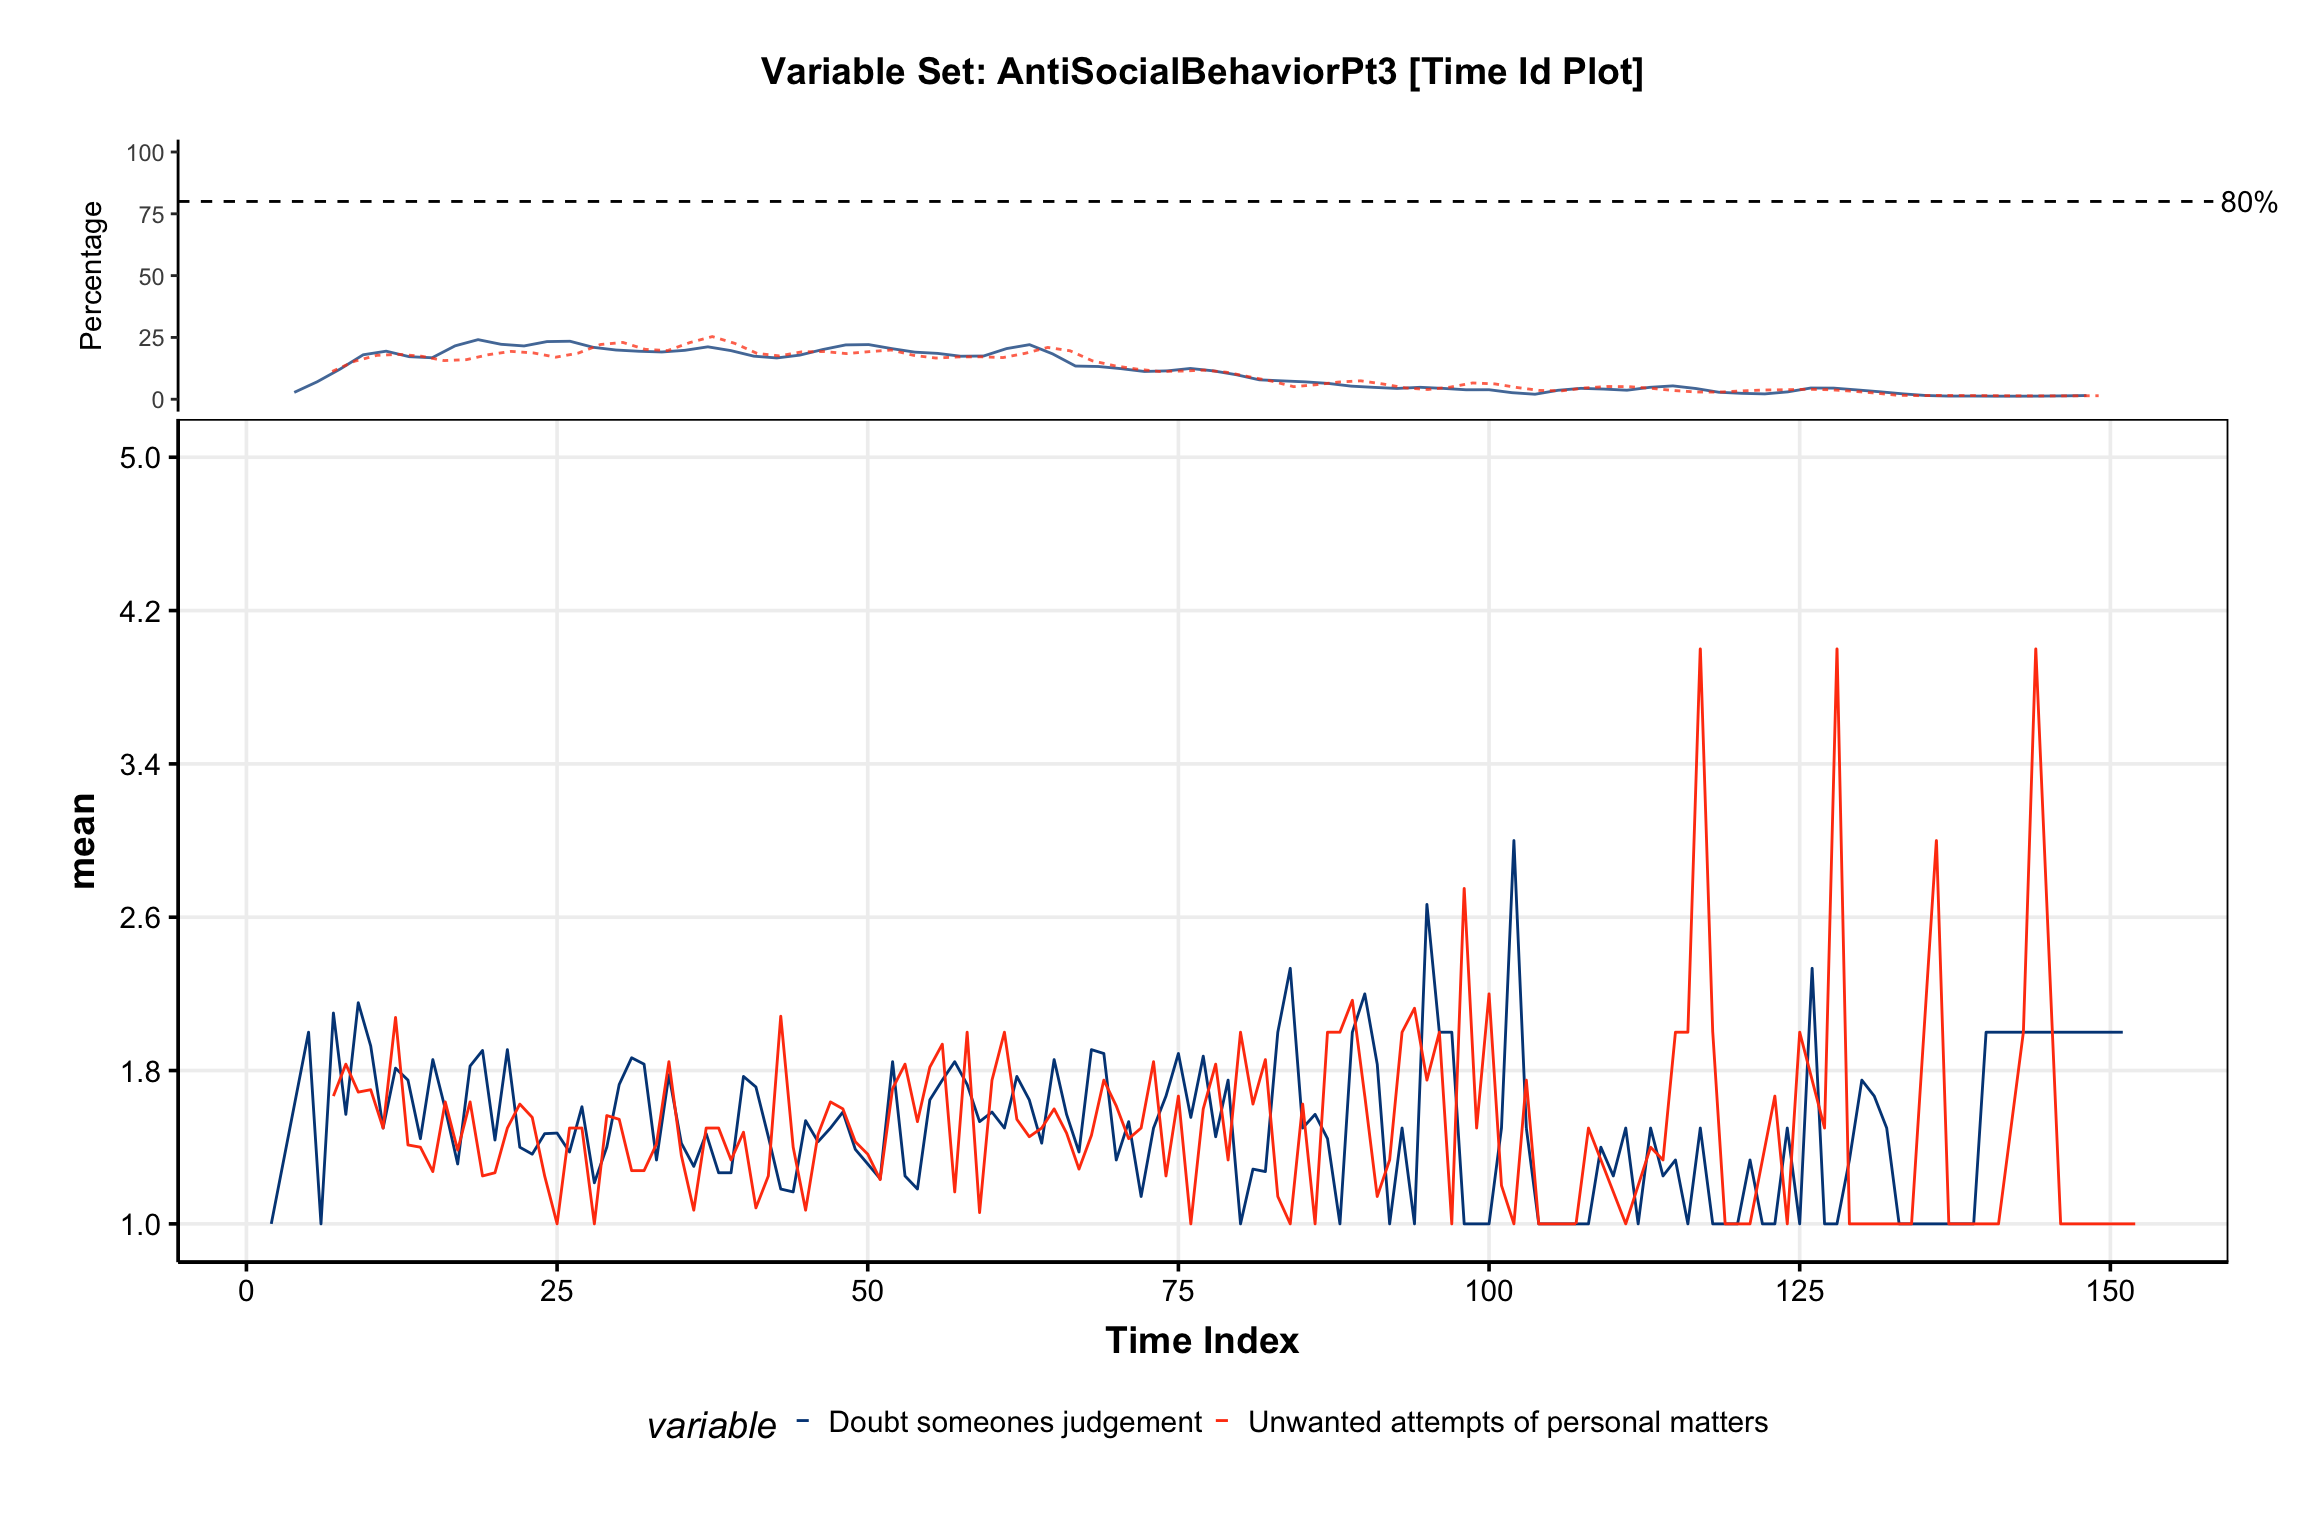 Variable Set: AntiSocialBehaviorPt3 [Time Id Plot]
Percentage
100
75
50
25
0
80%
mean
5.0
4.2
3.4
2.6
1.8
1.0
0 25 50 75 100 125 150
Time Index
variable Doubt someones judgement Unwanted attempts of personal matters